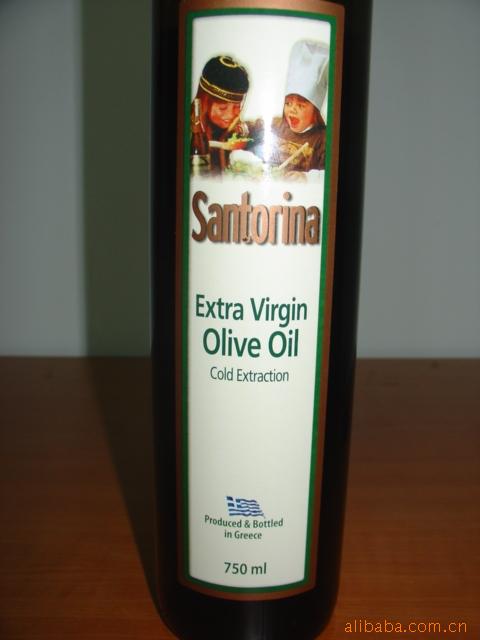 Santorina
Extra Virgin
Olive Oil
Cold Extraction
Produced & Bottled
in Greece
750 ml
alibaba.com.cn